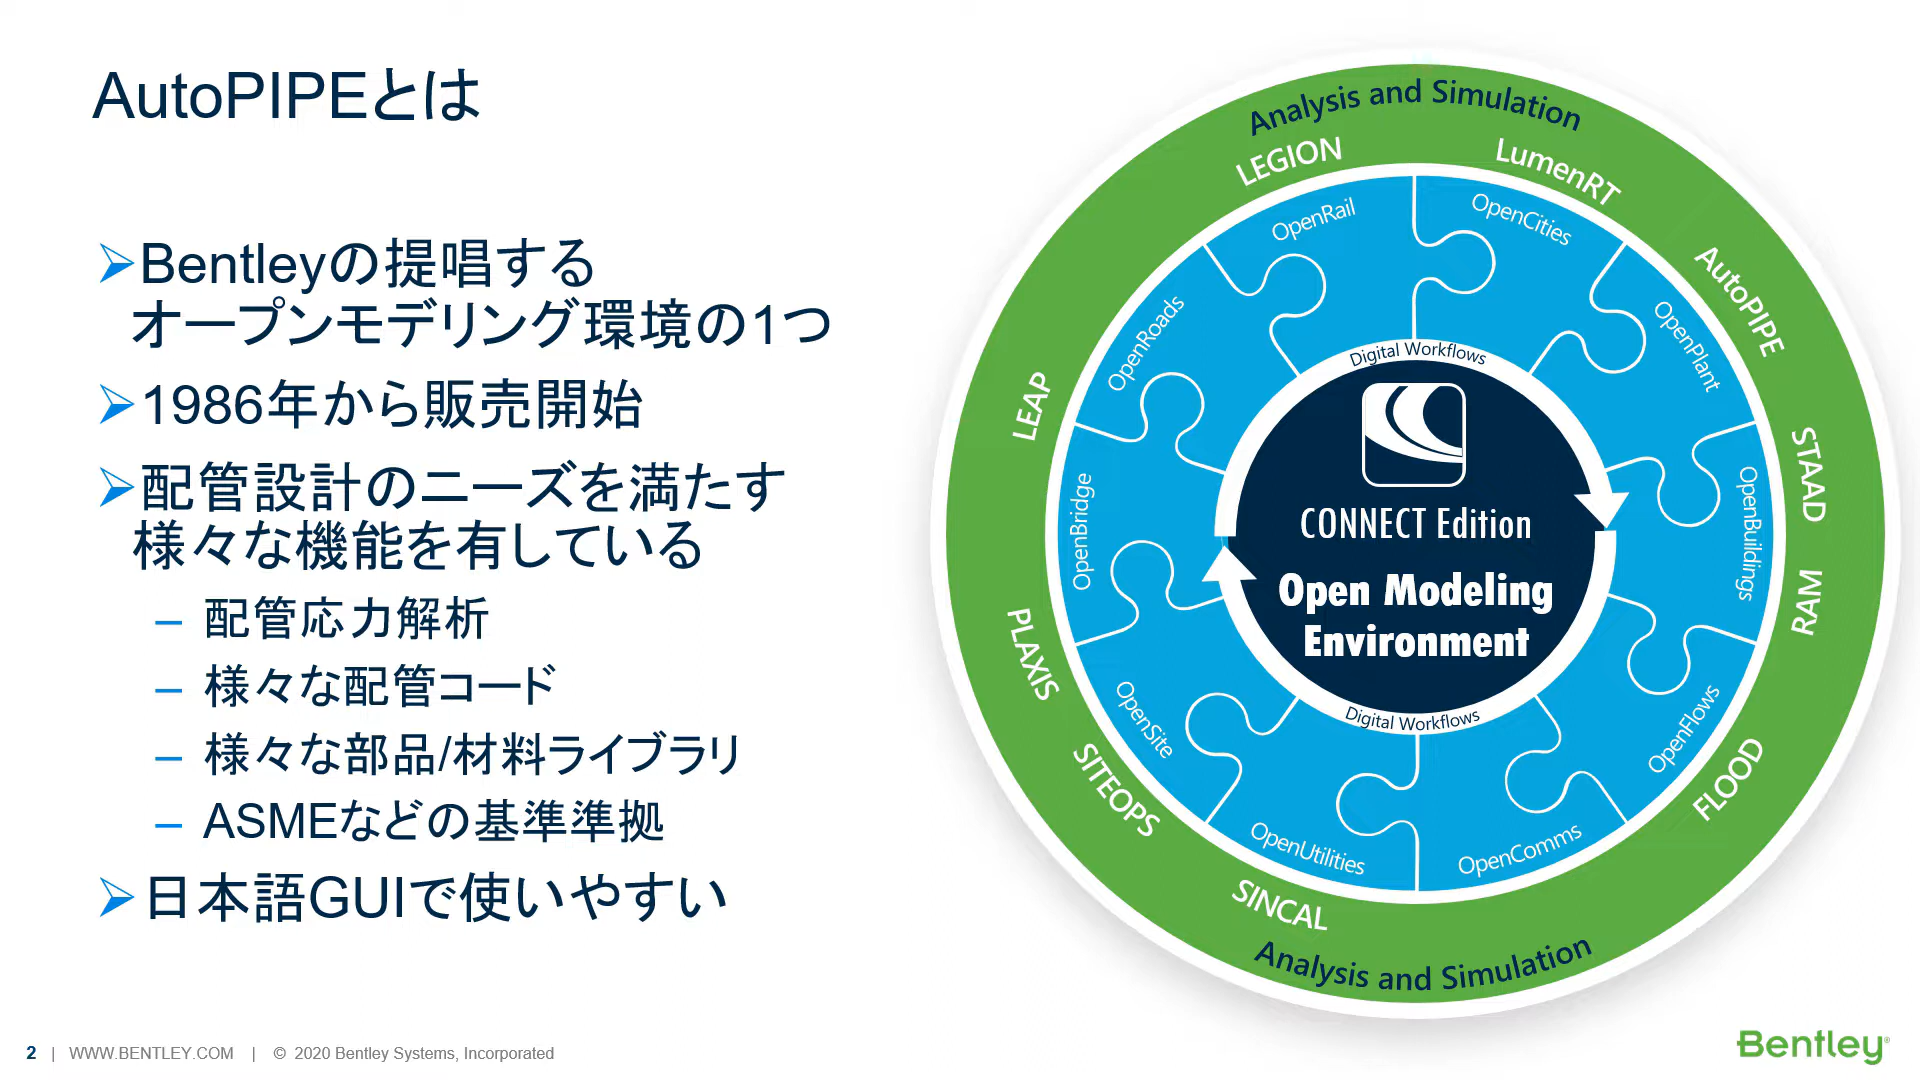 AutoPIPEとは
➢Bentleyの提唱する
オープンモデリング環境の1つ
➢1986年から販売開始
➢配管設計のニーズを満たす
様々な機能を有している
– 配管応力解析
– 様々な配管コード
– 様々な部品/材料ライブラリ
– ASMEなどの基準準拠
➢日本語GUIで使いやすい
Analysis and Simulation
LEGION
LumenRT
AutoPIPE
STAAD
RAM
FLOOD
SINCAL
SITEOPS
PLAXIS
LEAP
Analysis and Simulation
OpenRail
OpenCities
OpenPlant
OpenBuildings
OpenFlows
OpenComms
OpenUtilities
OpenSite
OpenBridge
OpenRoads
Digital Workflows
CONNECT Edition
Open Modeling
Environment
Digital Workflows
2 | WWW.BENTLEY.COM | © 2020 Bentley Systems, Incorporated
Bentley®